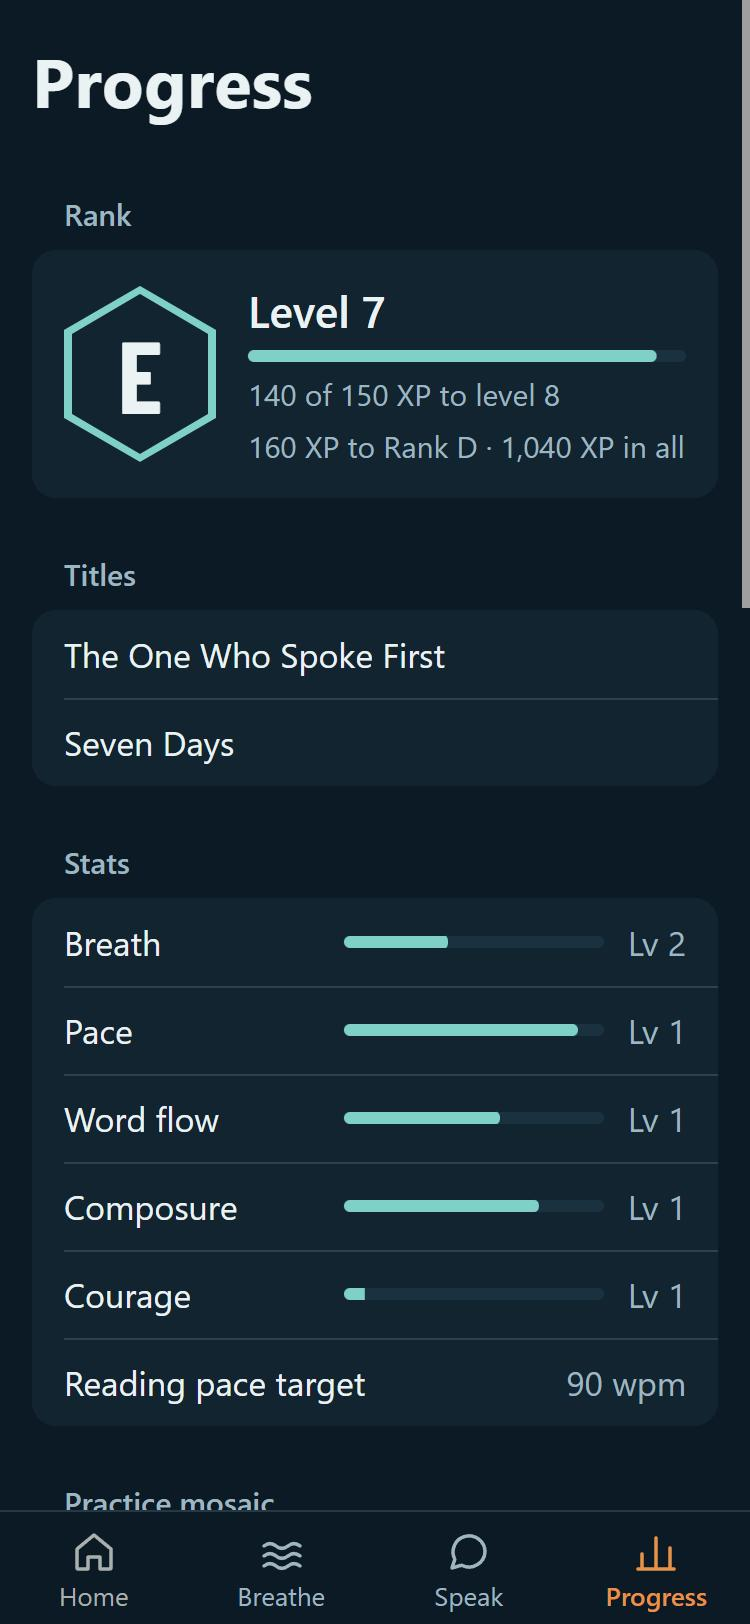 Progress
Rank
E
Level 7
140 of 150 XP to level 8
160 XP to Rank D · 1,040 XP in all
Titles
The One Who Spoke First
Seven Days
Stats
Breath Lv 2
Pace Lv 1
Word flow Lv 1
Composure Lv 1
Courage Lv 1
Reading pace target 90 wpm
Practice mosaic
Home Breathe Speak Progress